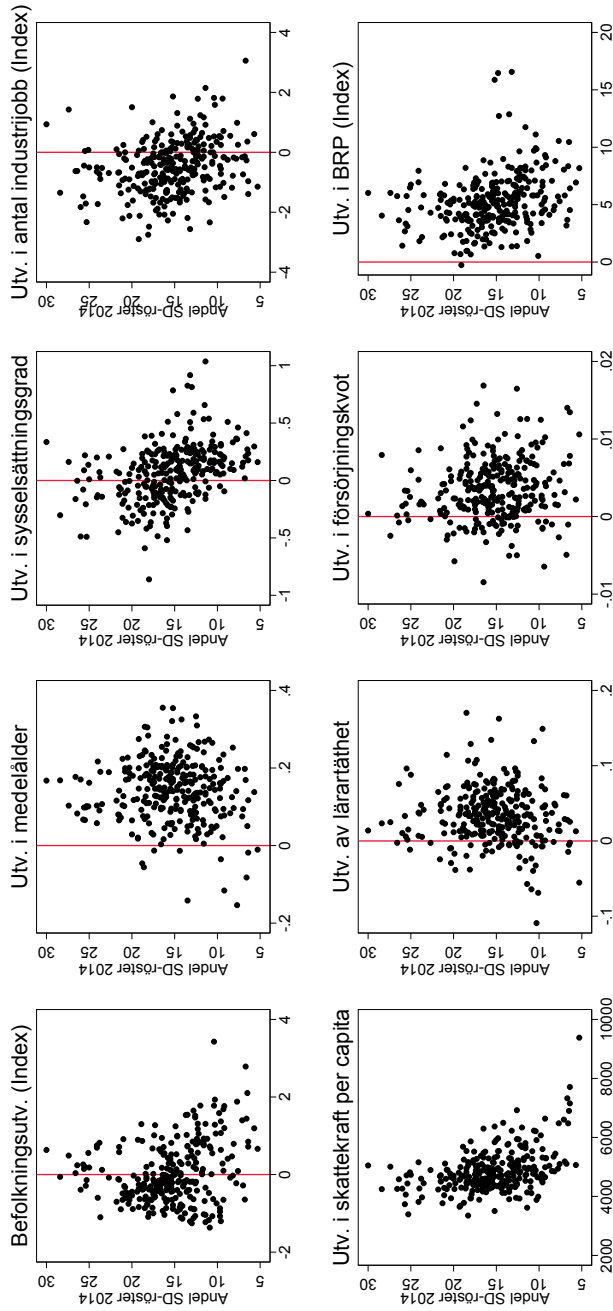 Befolkningsutv. (Index)
Andel SD-röster 2014
30
25
20
15
10
5
-2 0 2 4
Utv. i medelålder
Andel SD-röster 2014
30
25
20
15
10
5
-.2 0 .2 .4
Utv. i sysselsättningsgrad
Andel SD-röster 2014
30
25
20
15
10
5
-1 -.5 0 .5 1
Utv. i antal industrijobb (Index)
Andel SD-röster 2014
30
25
20
15
10
5
-4 -2 0 2 4
Utv. i skattekraft per capita
Andel SD-röster 2014
30
25
20
15
10
5
2000 4000 6000 8000 10000
Utv. av lärartäthet
Andel SD-röster 2014
30
25
20
15
10
5
-.1 0 .1 .2
Utv. i försörjningskvot
Andel SD-röster 2014
30
25
20
15
10
5
-.01 0 .01 .02
Utv. i BRP (Index)
Andel SD-röster 2014
30
25
20
15
10
5
0 5 10 15 20